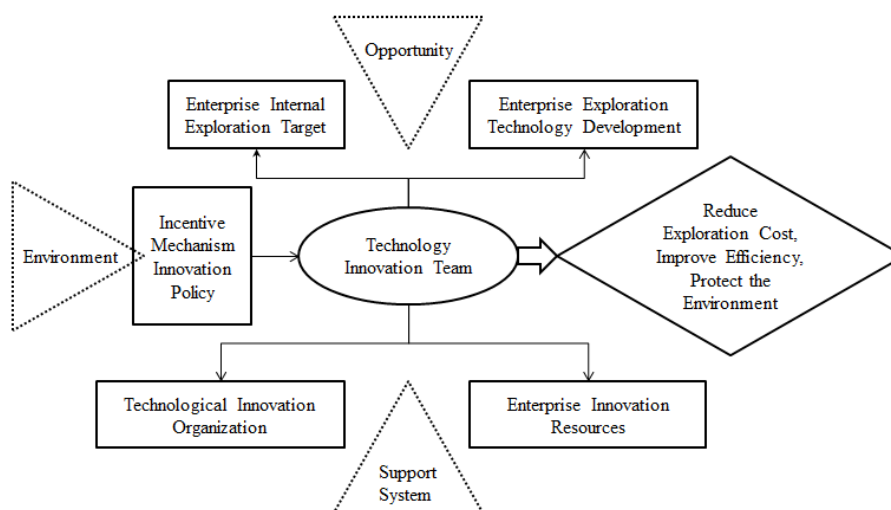 Opportunity
Enterprise Internal
Exploration Target
Enterprise Exploration
Technology Development
Environment
Incentive
Mechanism
Innovation
Policy
Technology
Innovation Team
Reduce
Exploration Cost,
Improve Efficiency,
Protect the
Environment
Technological Innovation
Organization
Enterprise Innovation
Resources
Support
System